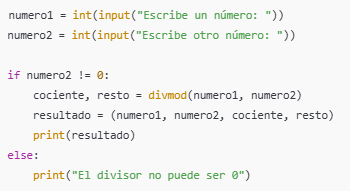 numero1 = int(input("Escribe un número: "))
numero2 = int(input("Escribe otro número: "))

if numero2 != 0:
    cociente, resto = divmod(numero1, numero2)
    resultado = (numero1, numero2, cociente, resto)
    print(resultado)
else:
    print("El divisor no puede ser 0")